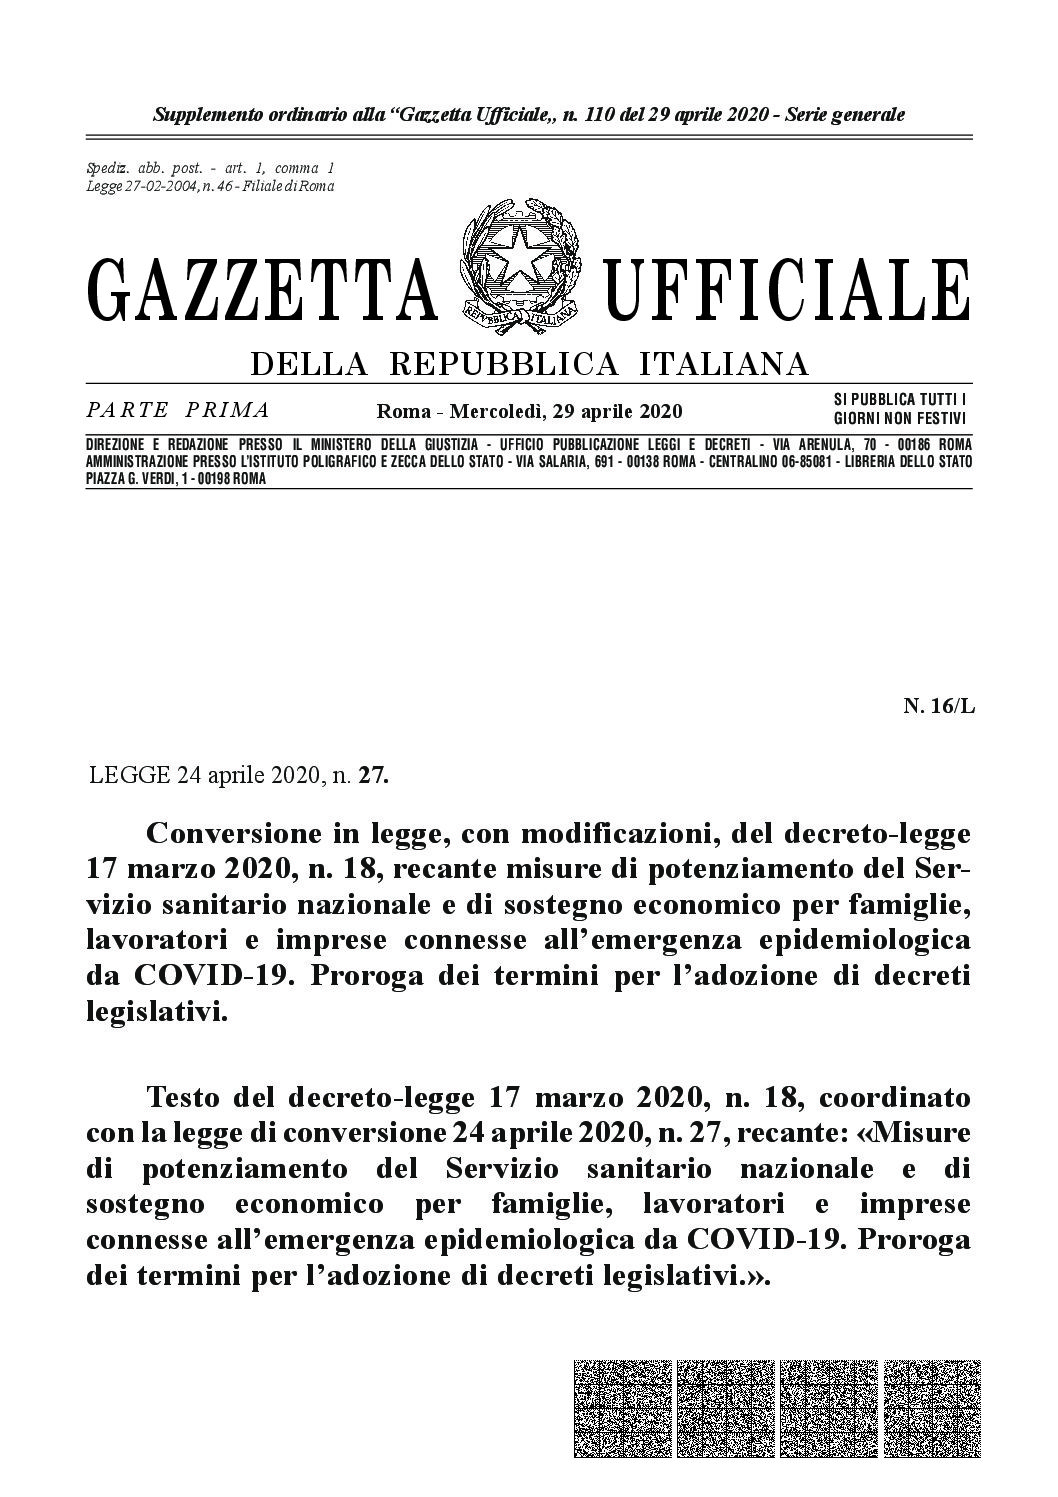 Supplemento ordinario alla “Gazzetta Ufficiale„ n. 110 del 29 aprile 2020 - Serie generale
Spediz. abb. post. - art. 1, comma 1
Legge 27-02-2004, n. 46 - Filiale di Roma
GAZZETTA UFFICIALE
REPVBBLICA ITALIANA
DELLA REPUBBLICA ITALIANA
PARTE PRIMA
Roma - Mercoledì, 29 aprile 2020
SI PUBBLICA TUTTI I
GIORNI NON FESTIVI
DIREZIONE E REDAZIONE PRESSO IL MINISTERO DELLA GIUSTIZIA - UFFICIO PUBBLICAZIONE LEGGI E DECRETI - VIA ARENULA, 70 - 00186 ROMA
AMMINISTRAZIONE PRESSO L'ISTITUTO POLIGRAFICO E ZECCA DELLO STATO - VIA SALARIA, 691 - 00138 ROMA - CENTRALINO 06-85081 - LIBRERIA DELLO STATO
PIAZZA G. VERDI, 1 - 00198 ROMA
N. 16/L
LEGGE 24 aprile 2020, n. 27.
Conversione in legge, con modificazioni, del decreto-legge
17 marzo 2020, n. 18, recante misure di potenziamento del Ser-
vizio sanitario nazionale e di sostegno economico per famiglie,
lavoratori e imprese connesse all’emergenza epidemiologica
da COVID-19. Proroga dei termini per l’adozione di decreti
legislativi.
Testo del decreto-legge 17 marzo 2020, n. 18, coordinato
con la legge di conversione 24 aprile 2020, n. 27, recante: «Misure
di potenziamento del Servizio sanitario nazionale e di
sostegno economico per famiglie, lavoratori e imprese
connesse all’emergenza epidemiologica da COVID-19. Proroga
dei termini per l’adozione di decreti legislativi.».